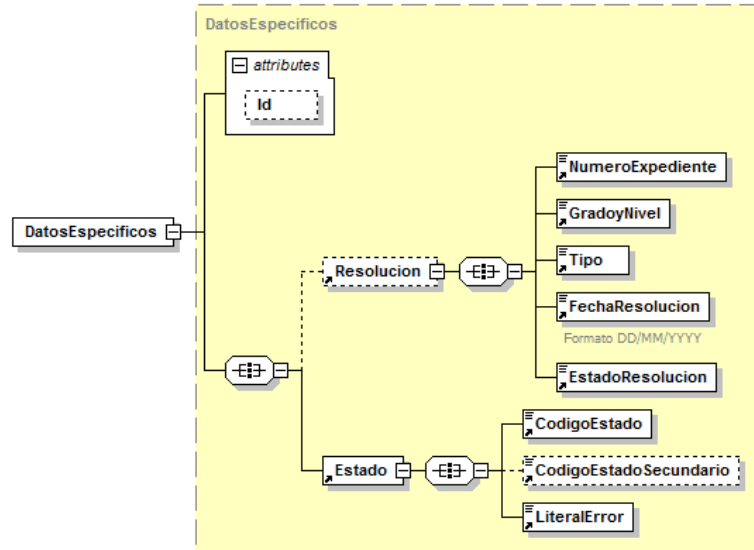 DatosEspecificos
attributes
Id
NumeroExpediente
GradoyNivel
DatosEspecificos
Resolucion
Tipo
FechaResolucion
Formato DD/MM/YYYY
EstadoResolucion
CodigoEstado
Estado
CodigoEstadoSecundario
LiteralError